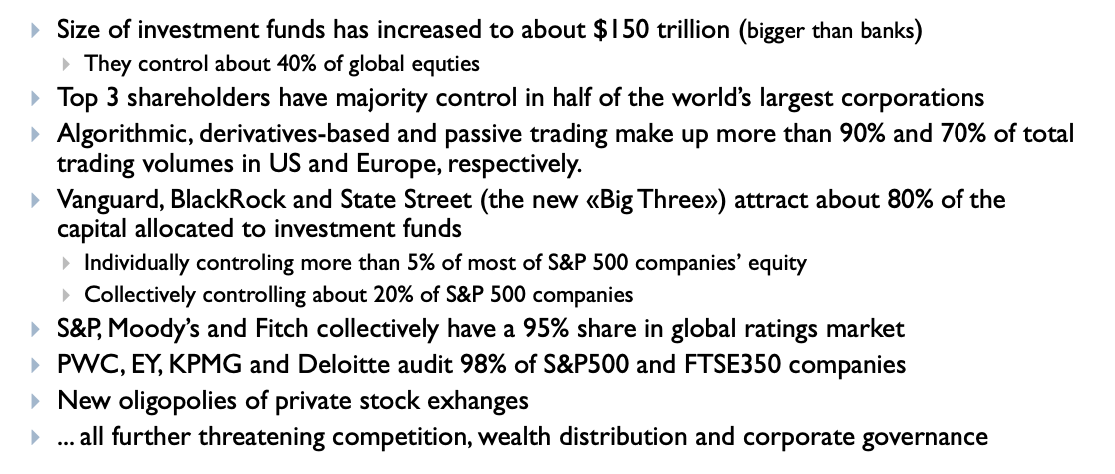 Size of investment funds has increased to about $150 trillion (bigger than banks)
They control about 40% of global equties
Top 3 shareholders have majority control in half of the world's largest corporations
Algorithmic, derivatives-based and passive trading make up more than 90% and 70% of total
trading volumes in US and Europe, respectively.
Vanguard, BlackRock and State Street (the new «Big Three») attract about 80% of the
capital allocated to investment funds
Individually controling more than 5% of most of S&P 500 companies' equity
Collectively controlling about 20% of S&P 500 companies
S&P, Moody's and Fitch collectively have a 95% share in global ratings market
PWC, EY, KPMG and Deloitte audit 98% of S&P500 and FTSE350 companies
New oligopolies of private stock exhanges
... all further threatening competition, wealth distribution and corporate governance